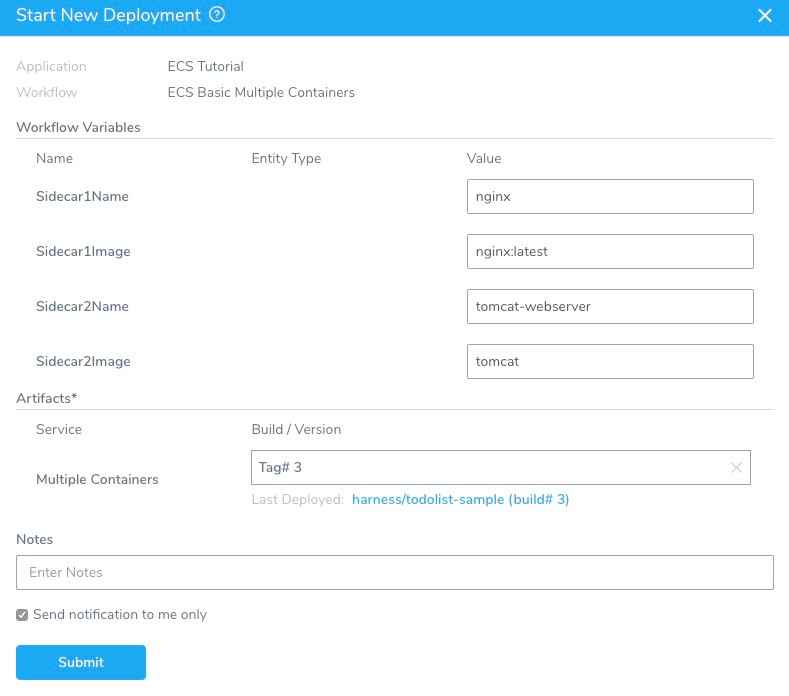 Start New Deployment ?
Application ECS Tutorial
Workflow ECS Basic Multiple Containers
Workflow Variables
Name Entity Type Value
Sidecar1Name nginx
Sidecar1Image nginx:latest
Sidecar2Name tomcat-webserver
Sidecar2Image tomcat
Artifacts*
Service Build / Version
Multiple Containers Tag# 3
Last Deployed: harness/todolist-sample (build# 3)
Notes
Enter Notes
Send notification to me only
Submit